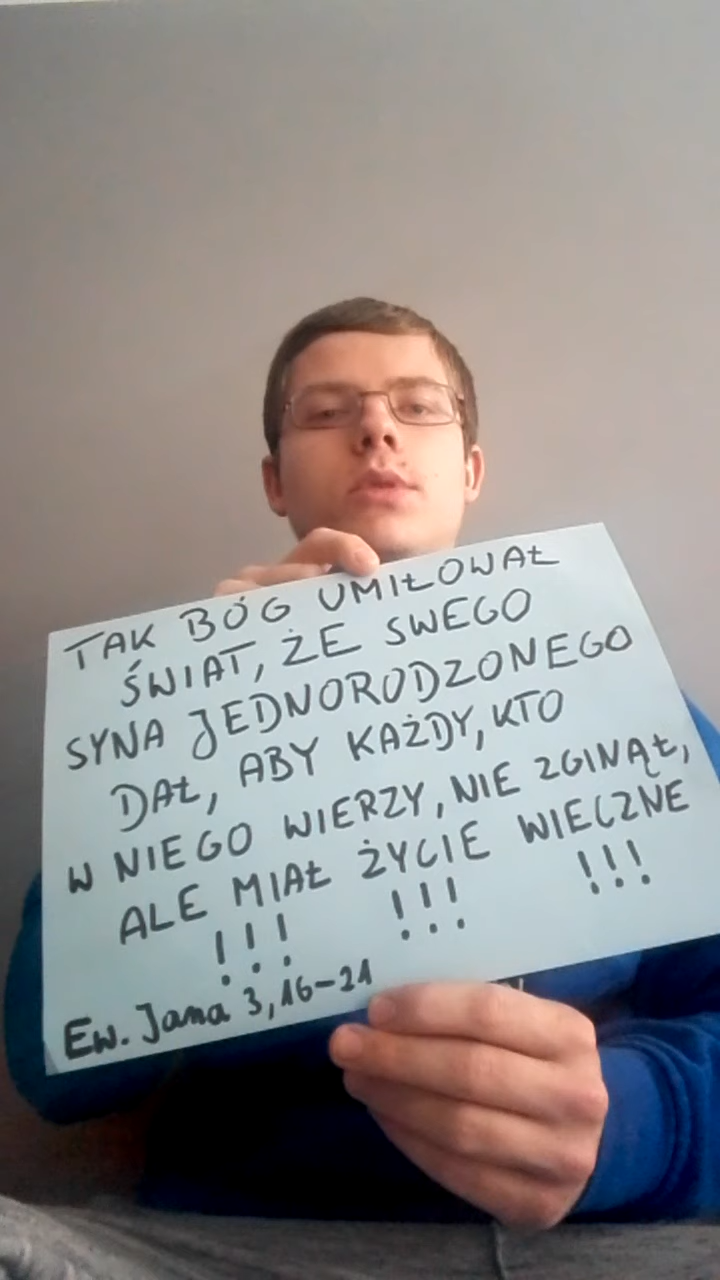 TAK BÓG UMIŁOWAŁ
ŚWIAT, ŻE SWEGO
SYNA JEDNORODZONEGO
DAŁ, ABY KAŻDY, KTO
W NIEGO WIERZY, NIE ZGINĄŁ,
ALE MIAŁ ŻYCIE WIECZNE
!!! !!! !!!
Ew. Jana 3,16-21